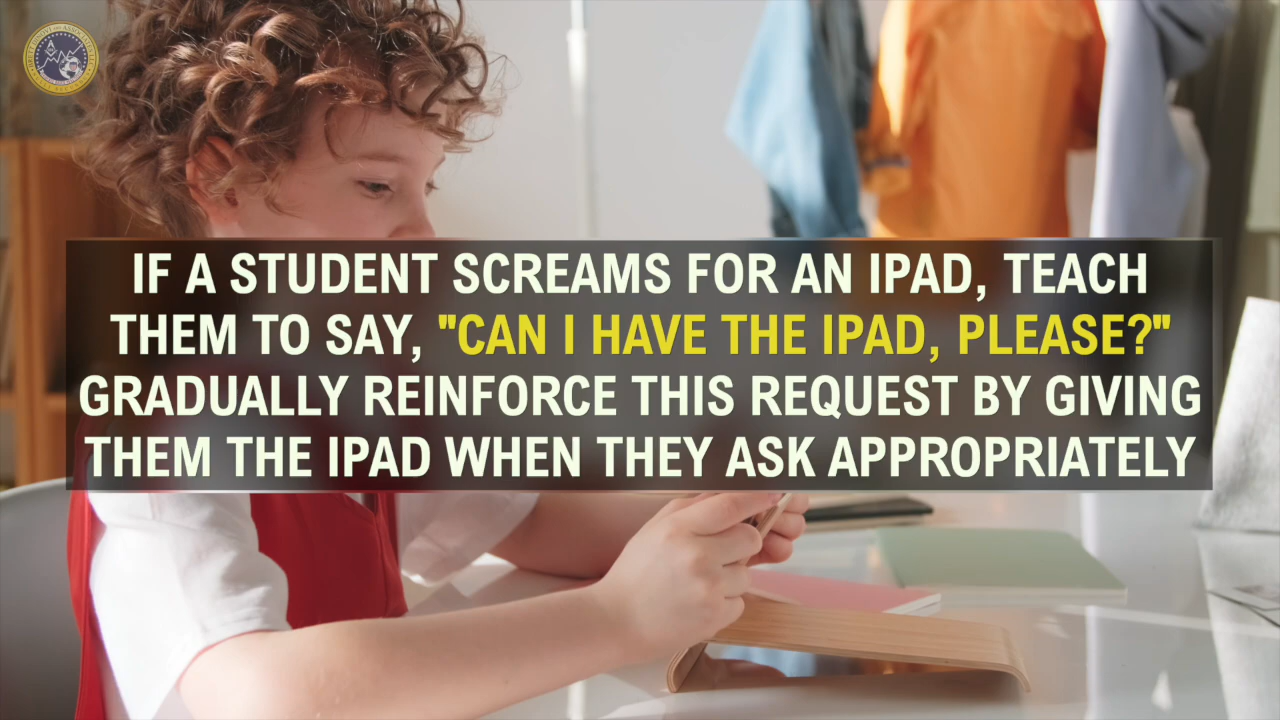 IF A STUDENT SCREAMS FOR AN IPAD, TEACH
THEM TO SAY, "CAN I HAVE THE IPAD, PLEASE?"
GRADUALLY REINFORCE THIS REQUEST BY GIVING
THEM THE IPAD WHEN THEY ASK APPROPRIATELY